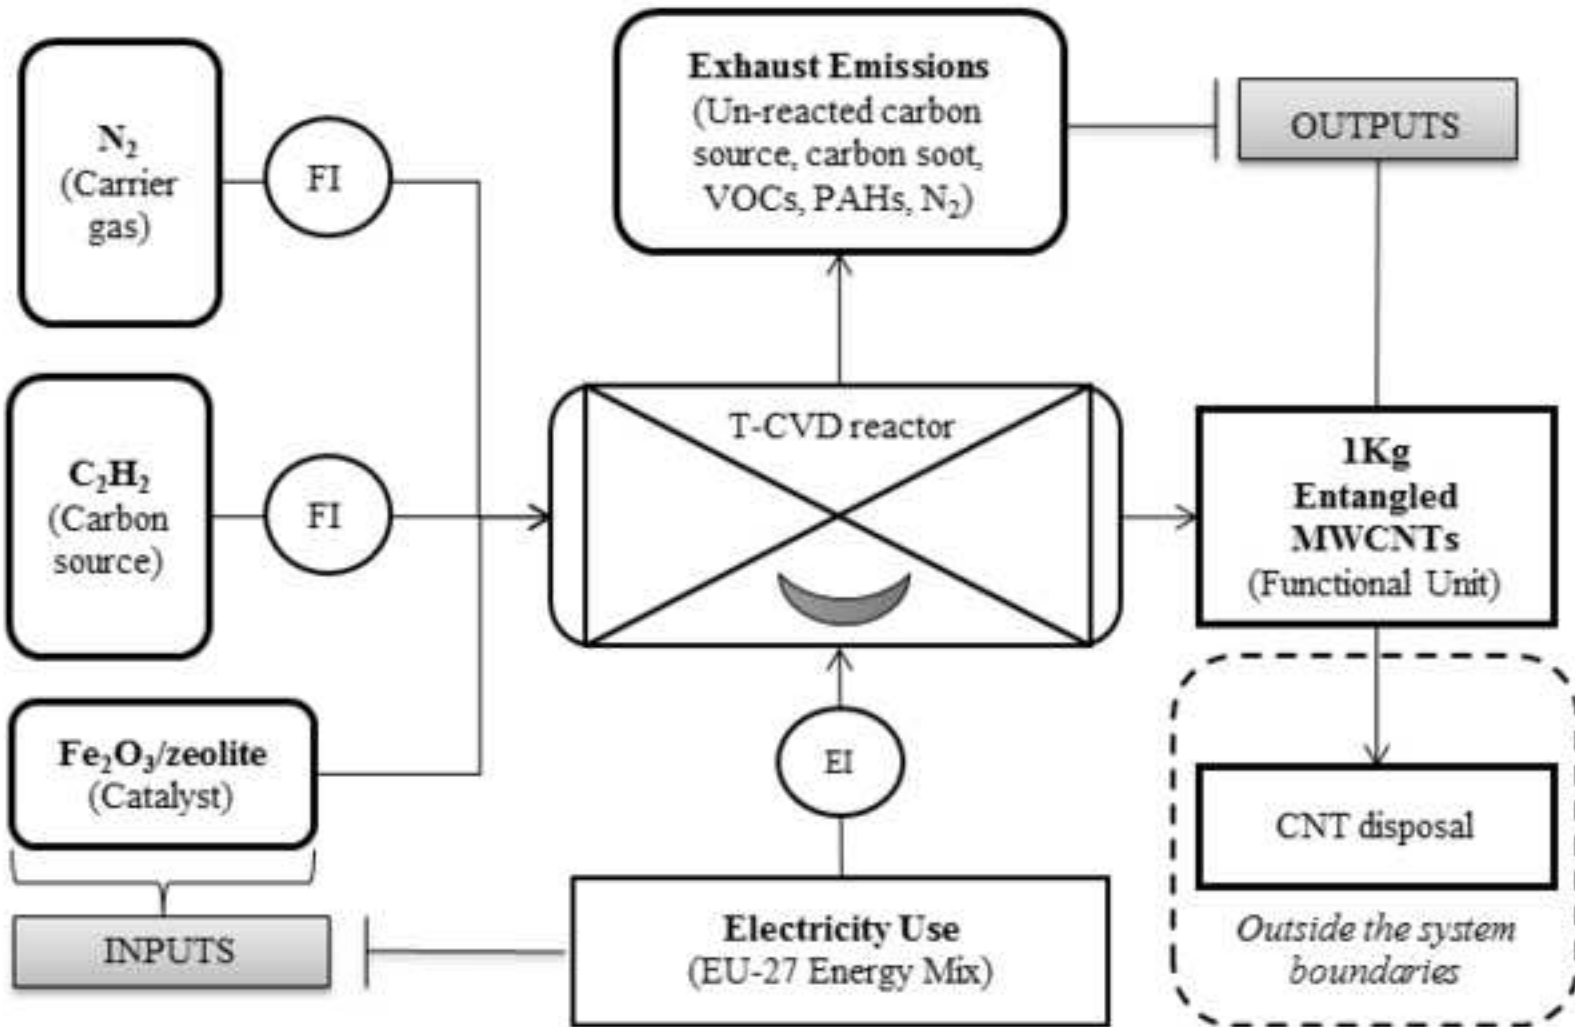 N₂
(Carrier
gas)
FI
Exhaust Emissions
(Un-reacted carbon
source, carbon soot,
VOCs, PAHs, N₂)
OUTPUTS
C₂H₂
(Carbon
source)
FI
T-CVD reactor
1Kg
Entangled
MWCNTs
(Functional Unit)
Fe₂O₃/zeolite
(Catalyst)
EI
CNT disposal
INPUTS
Electricity Use
(EU-27 Energy Mix)
Outside the system
boundaries